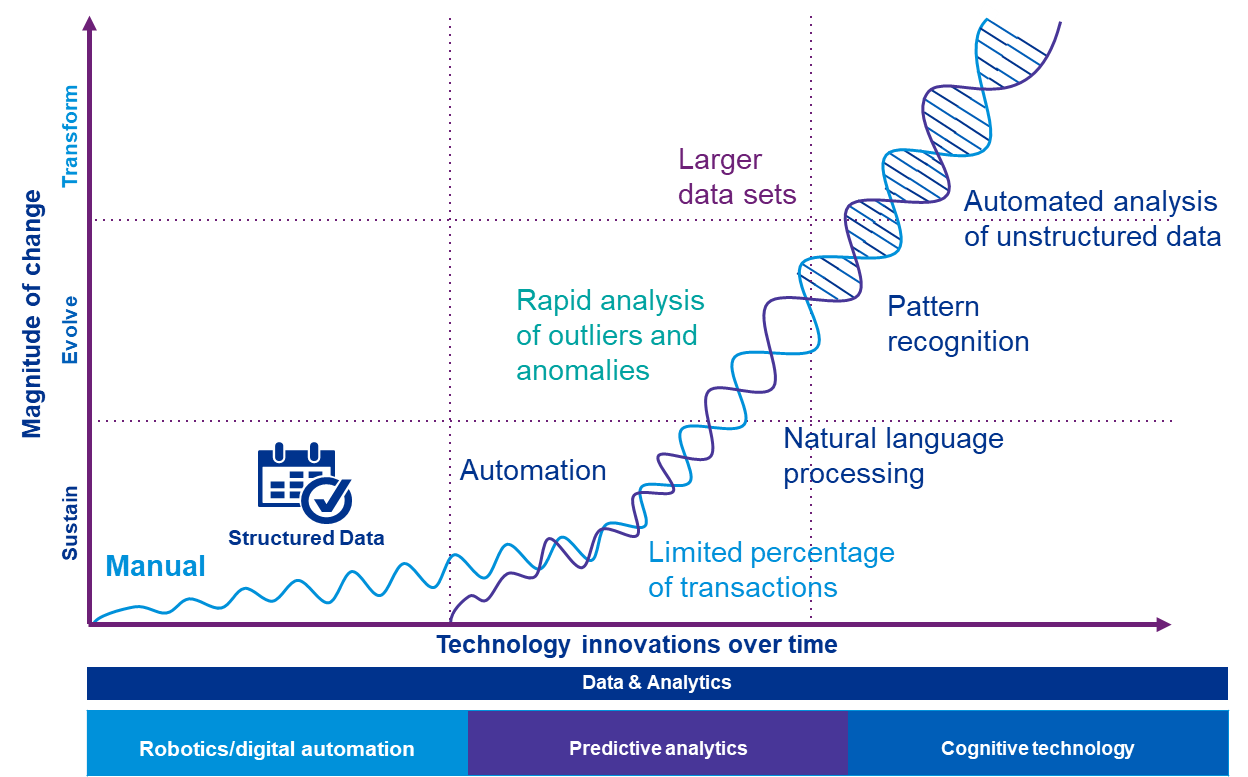 Magnitude of change
Transform
Evolve
Sustain
Larger
data sets
Automated analysis
of unstructured data
Rapid analysis
of outliers and
anomalies
Pattern
recognition
Natural language
processing
Automation
Structured Data
Manual
Limited percentage
of transactions
Technology innovations over time
Data & Analytics
Robotics/digital automation
Predictive analytics
Cognitive technology